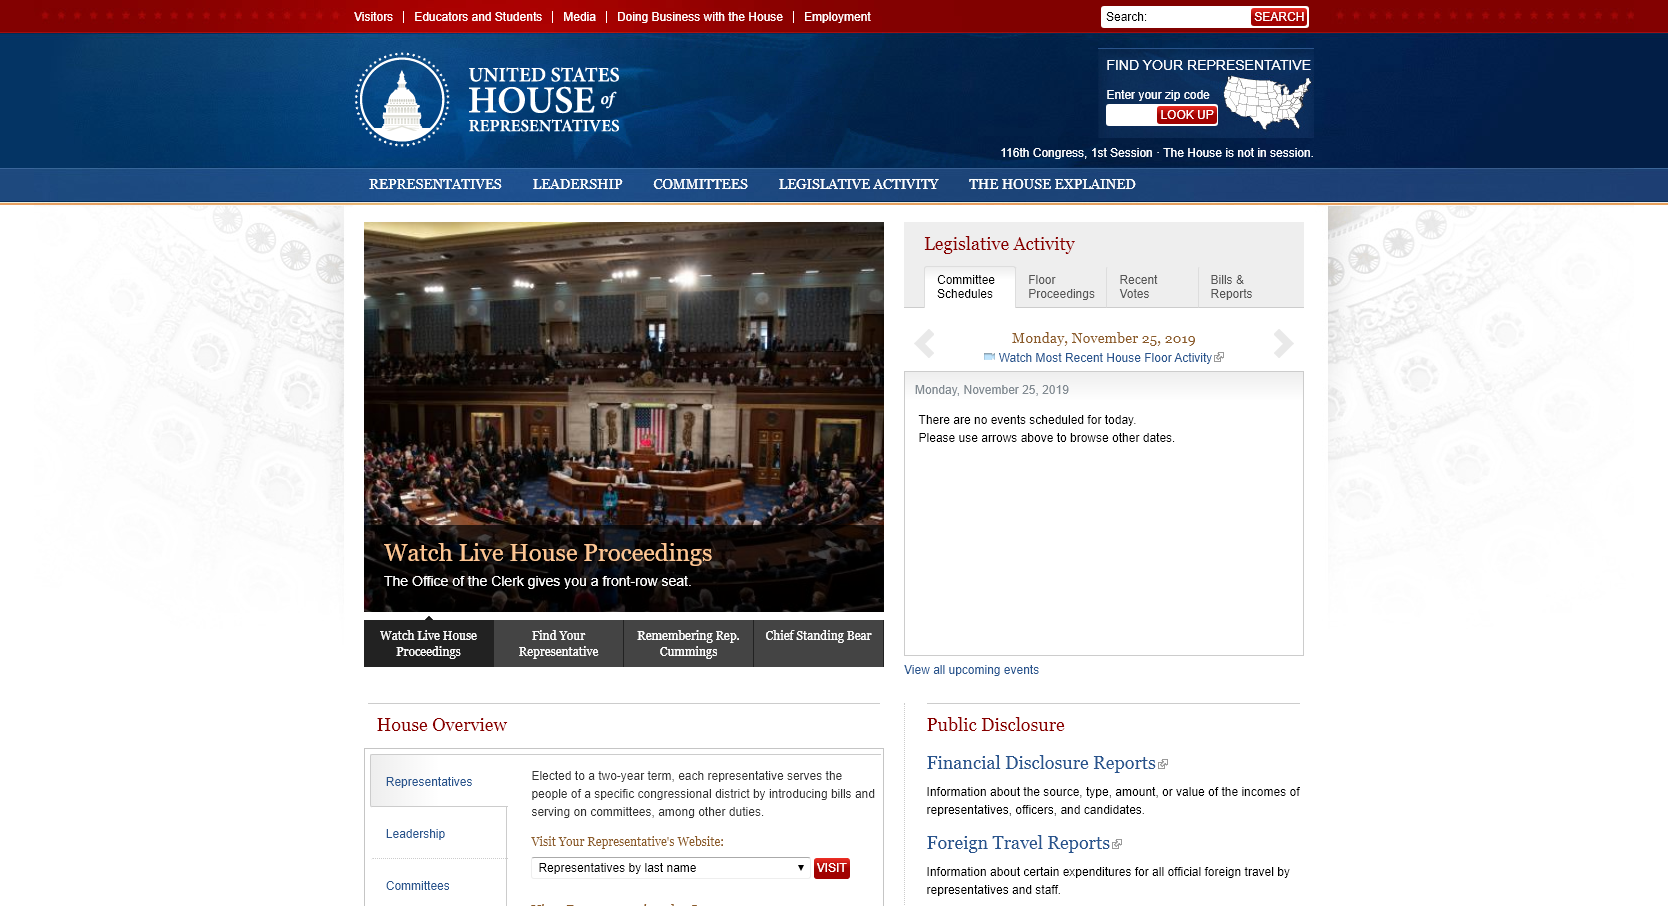 Visitors
Educators and Students
Media
Doing Business with the House
Employment
Search:
SEARCH
UNITED STATES
HOUSE of
REPRESENTATIVES
FIND YOUR REPRESENTATIVE
Enter your zip code
LOOK UP
116th Congress, 1st Session · The House is not in session.
REPRESENTATIVES
LEADERSHIP
COMMITTEES
LEGISLATIVE ACTIVITY
THE HOUSE EXPLAINED
Watch Live House Proceedings
The Office of the Clerk gives you a front-row seat.
Watch Live House
Proceedings
Find Your
Representative
Remembering Rep.
Cummings
Chief Standing Bear
Legislative Activity
Committee
Schedules
Floor
Proceedings
Recent
Votes
Bills &
Reports
Monday, November 25, 2019
Watch Most Recent House Floor Activity
Monday, November 25, 2019
There are no events scheduled for today.
Please use arrows above to browse other dates.
View all upcoming events
House Overview
Representatives
Leadership
Committees
Elected to a two-year term, each representative serves the
people of a specific congressional district by introducing bills and
serving on committees, among other duties.
Visit Your Representative's Website:
Representatives by last name
VISIT
Public Disclosure
Financial Disclosure Reports
Information about the source, type, amount, or value of the incomes of
representatives, officers, and candidates.
Foreign Travel Reports
Information about certain expenditures for all official foreign travel by
representatives and staff.